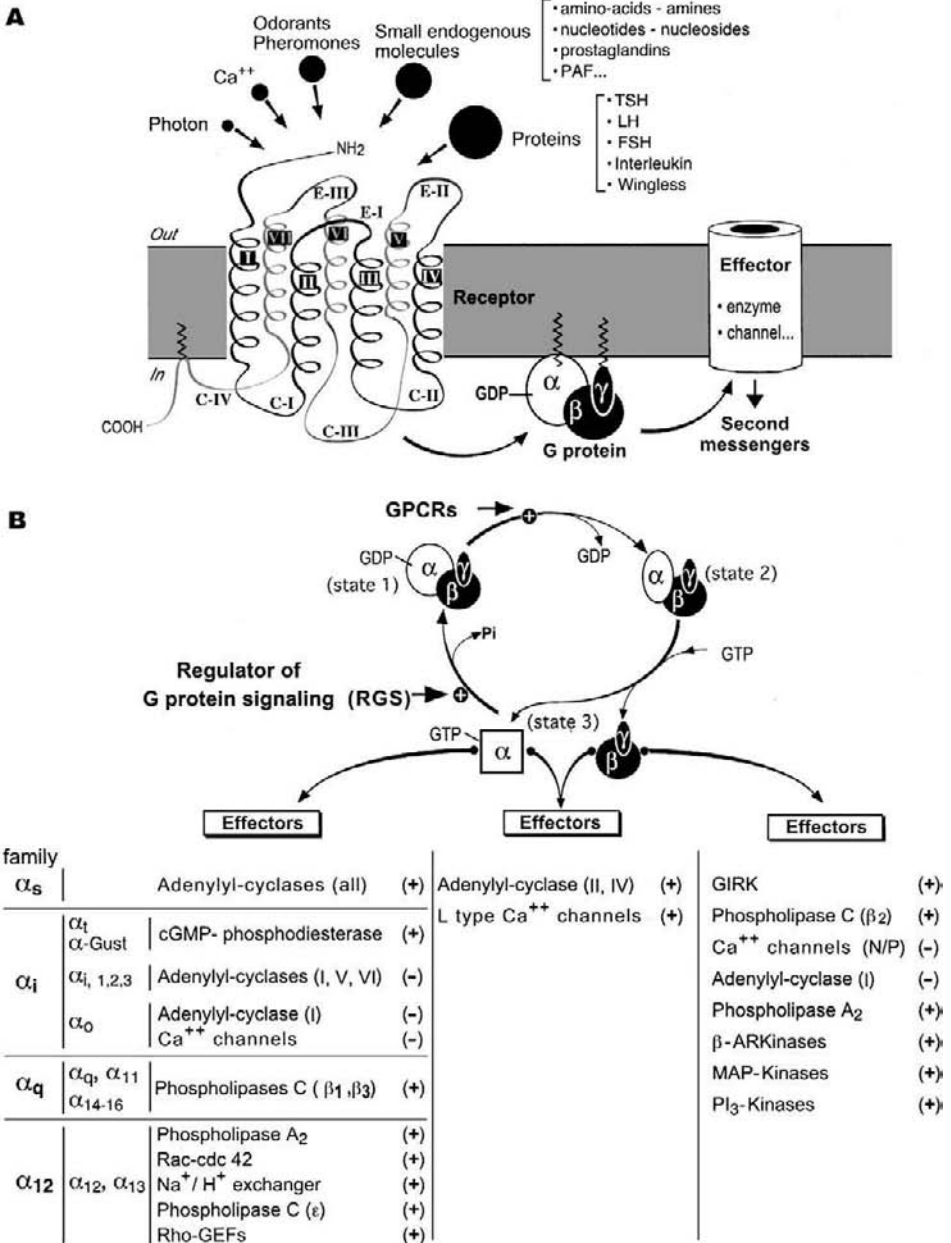 A
Odorants
Pheromones
Small endogenous
molecules
• amino-acids - amines
• nucleotides - nucleosides
• prostaglandins
• PAF...
Ca++
Photon
Proteins
• TSH
• LH
• FSH
• Interleukin
• Wingless
NH2
E-III
E-II
E-I
Out
VII
VI
V
I
II
III
IV
Receptor
Effector
• enzyme
• channel...
In
C-IV
C-I
C-II
C-III
COOH
GDP
α
β
γ
G protein
Second
messengers
B
GPCRs
+
GDP
α
β
γ
(state 1)
GDP
α
β
γ
(state 2)
Pi
GTP
Regulator of
G protein signaling (RGS)
+
(state 3)
GTP
α
β
γ
Effectors
Effectors
Effectors
family
αs
Adenylyl-cyclases (all) (+)
αi
αt
α-Gust
cGMP- phosphodiesterase (+)
αi, 1,2,3
Adenylyl-cyclases (I, V, VI) (-)
αo
Adenylyl-cyclase (I) (-)
Ca++ channels (-)
αq
αq, α11
α14-16
Phospholipases C ( β1 ,β3) (+)
α12
α12, α13
Phospholipase A2 (+)
Rac-cdc 42 (+)
Na+/ H+ exchanger (+)
Phospholipase C (ε) (+)
Rho-GEFs (+)
Adenylyl-cyclase (II, IV) (+)
L type Ca++ channels (+)
GIRK (+)
Phospholipase C (β2) (+)
Ca++ channels (N/P) (-)
Adenylyl-cyclase (I) (-)
Phospholipase A2 (+)
β-ARKinases (+)
MAP-Kinases (+)
PI3-Kinases (+)